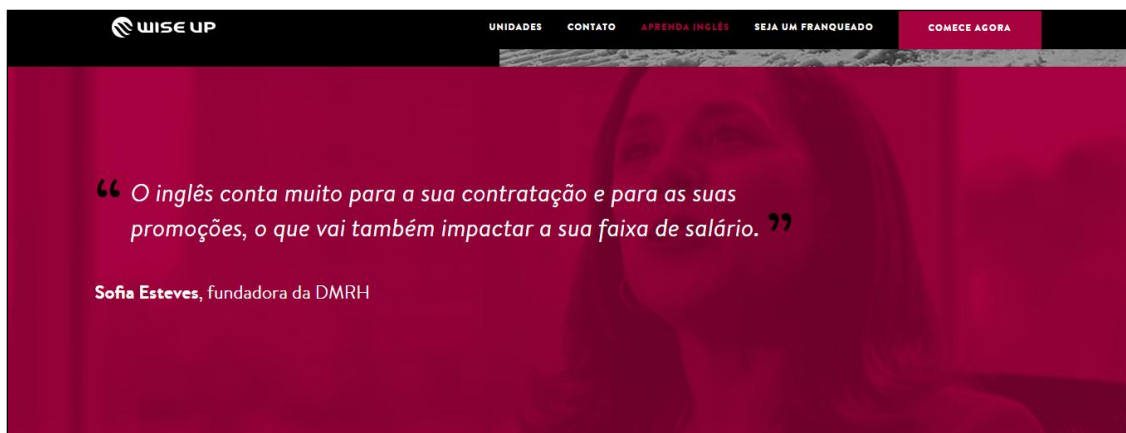 WISE UP
UNIDADES CONTATO APRENDA INGLÊS SEJA UM FRANQUEADO COMECE AGORA
“ O inglês conta muito para a sua contratação e para as suas
promoções, o que vai também impactar a sua faixa de salário. ”
Sofia Esteves, fundadora da DMRH